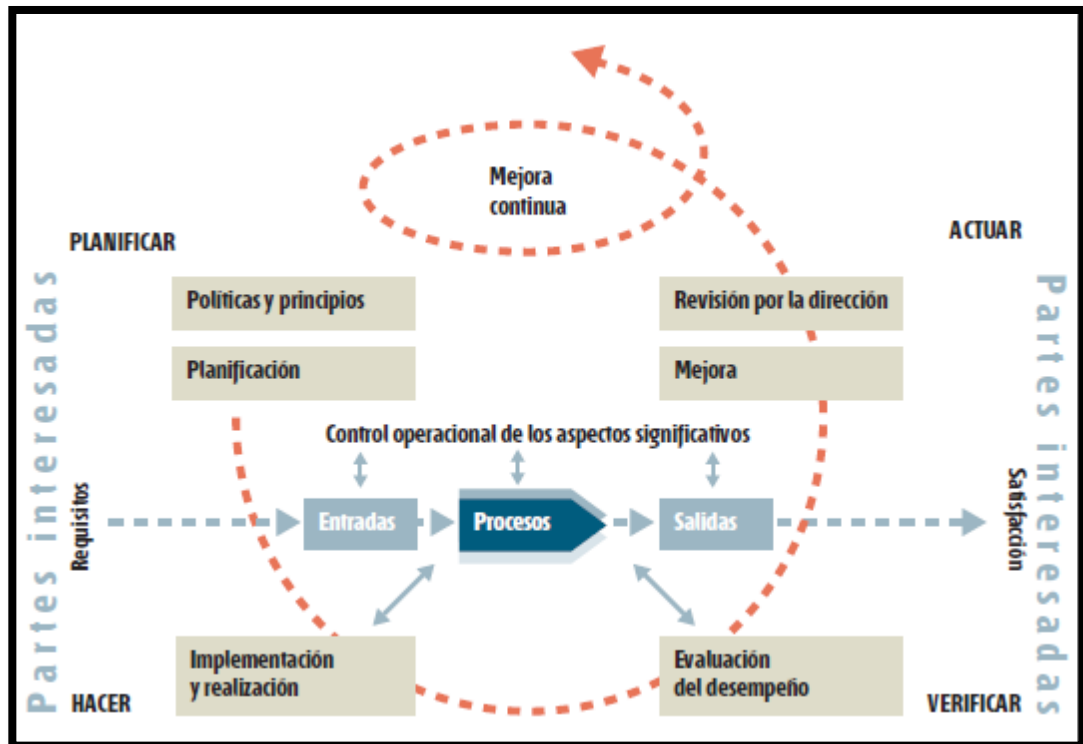 Mejora
continua
PLANIFICAR
ACTUAR
Partes interesadas
Políticas y principios
Revisión por la dirección
Partes interesadas
Planificación
Mejora
Control operacional de los aspectos significativos
Requisitos
Entradas
Procesos
Salidas
Satisfacción
Implementación
y realización
Evaluación
del desempeño
HACER
VERIFICAR